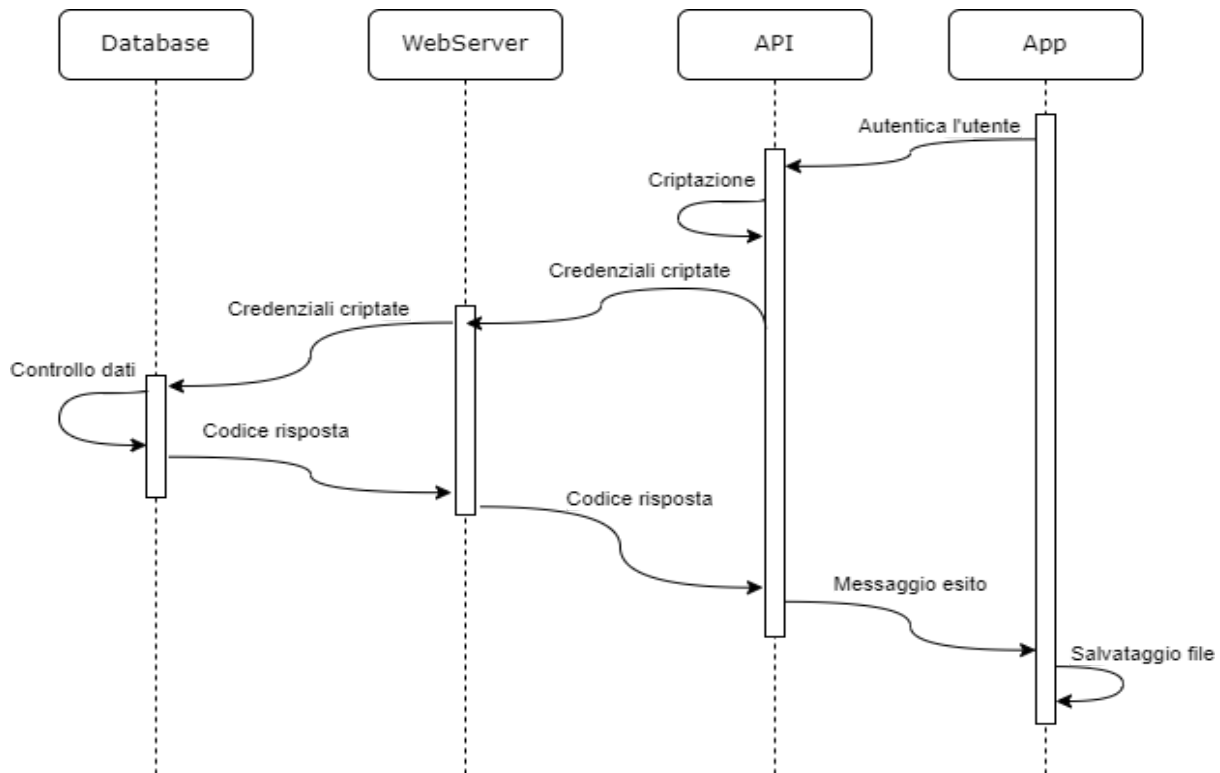 Database
WebServer
API
App
Autentica l'utente
Criptazione
Credenziali criptate
Credenziali criptate
Controllo dati
Codice risposta
Codice risposta
Messaggio esito
Salvataggio file